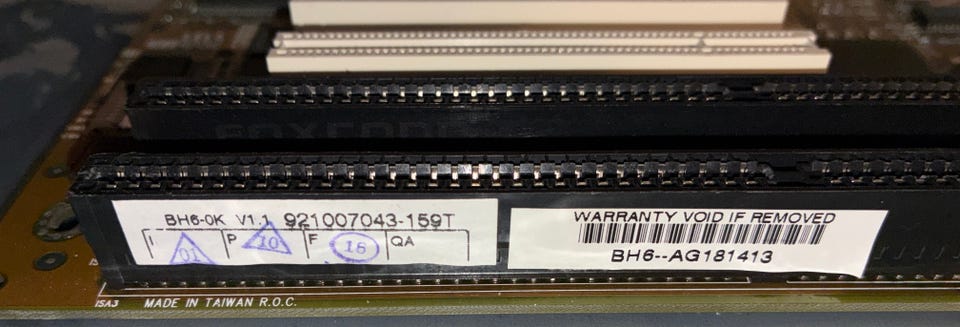 FOXCONN
BH6-0K V1.1 921007043-159T
I P F QA
01 10 16
WARRANTY VOID IF REMOVED
BH6--AG181413
ISA3 MADE IN TAIWAN R.O.C.